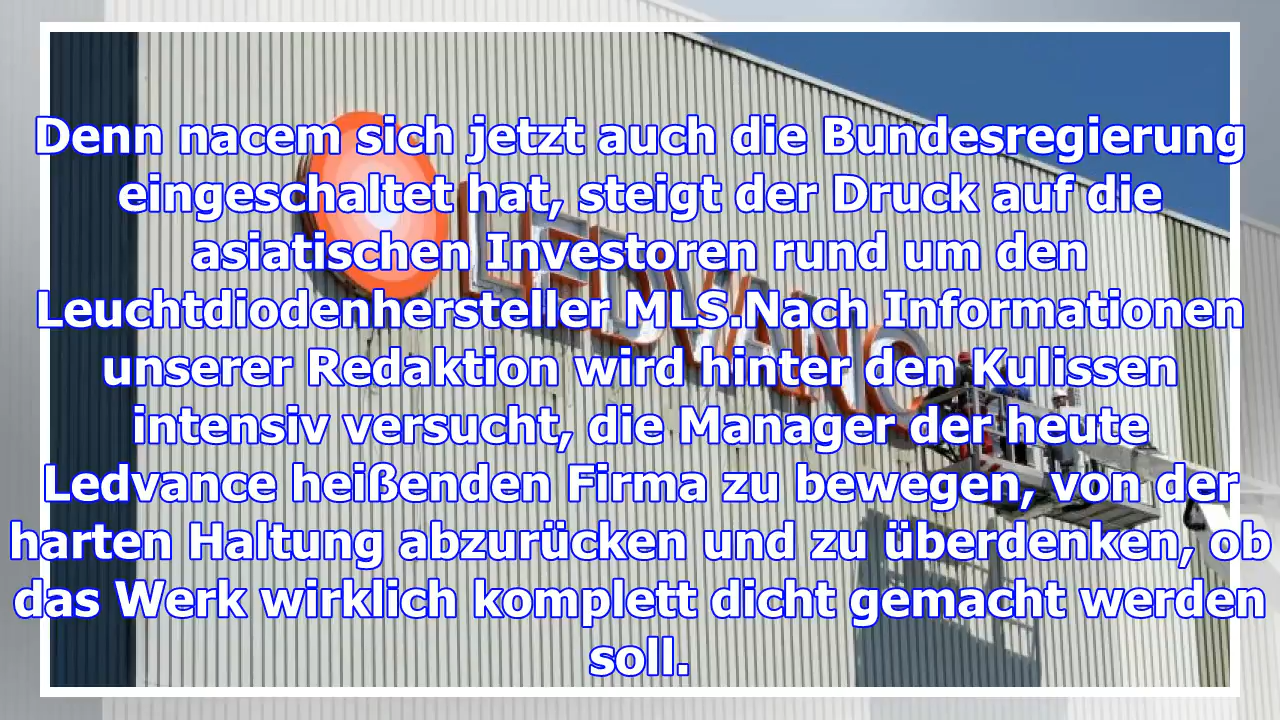 Denn nacem sich jetzt auch die Bundesregierung
eingeschaltet hat, steigt der Druck auf die
asiatischen Investoren rund um den
Leuchtdiodenhersteller MLS.Nach Informationen
unserer Redaktion wird hinter den Kulissen
intensiv versucht, die Manager der heute
Ledvance heißenden Firma zu bewegen, von der
harten Haltung abzurücken und zu überdenken, ob
das Werk wirklich komplett dicht gemacht werden
soll.
LEDVANC